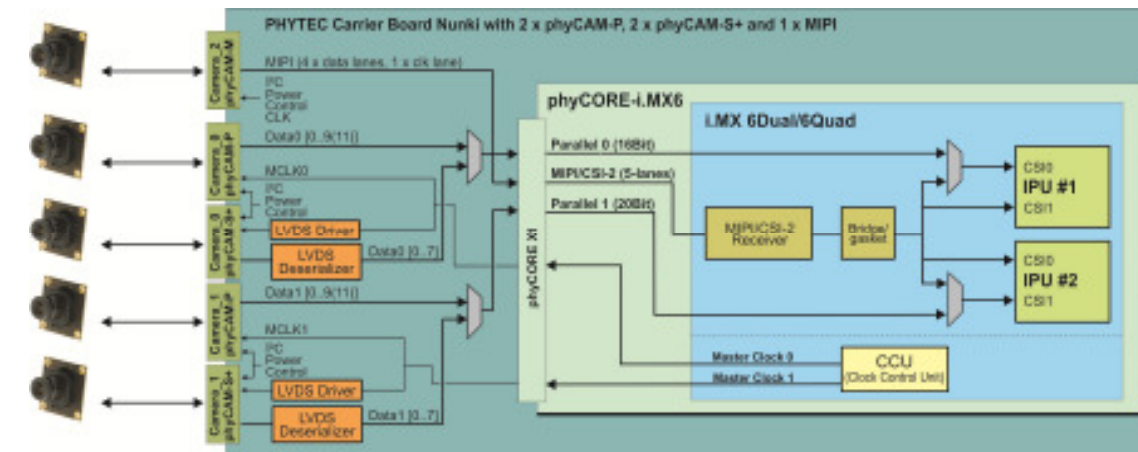 PHYTEC Carrier Board Nunki with 2 x phyCAM-P, 2 x phyCAM-S+ and 1 x MIPI
Camera_2
phyCAM-M
MIPI (4 x data lanes, 1 x clk lane)
I²C
Power
Control
CLK
Camera_0
phyCAM-P
Data0 [0..9(11)]
MCLK0
I²C
Power
Control
Camera_0
phyCAM-S+
LVDS Driver
LVDS
Deserializer
Data0 [0..7]
Camera_1
phyCAM-P
Data1 [0..9(11)]
MCLK1
I²C
Power
Control
Camera_1
phyCAM-S+
LVDS Driver
LVDS
Deserializer
Data1 [0..7]
phyCORE XI
phyCORE-i.MX6
Parallel 0 (16Bit)
MIPI/CSI-2 (5-lanes)
Parallel 1 (20Bit)
i.MX 6Dual/6Quad
MIPI/CSI-2
Receiver
Bridge/
gasket
CSI0
IPU #1
CSI1
CSI0
IPU #2
CSI1
Master Clock 0
Master Clock 1
CCU
(Clock Control Unit)